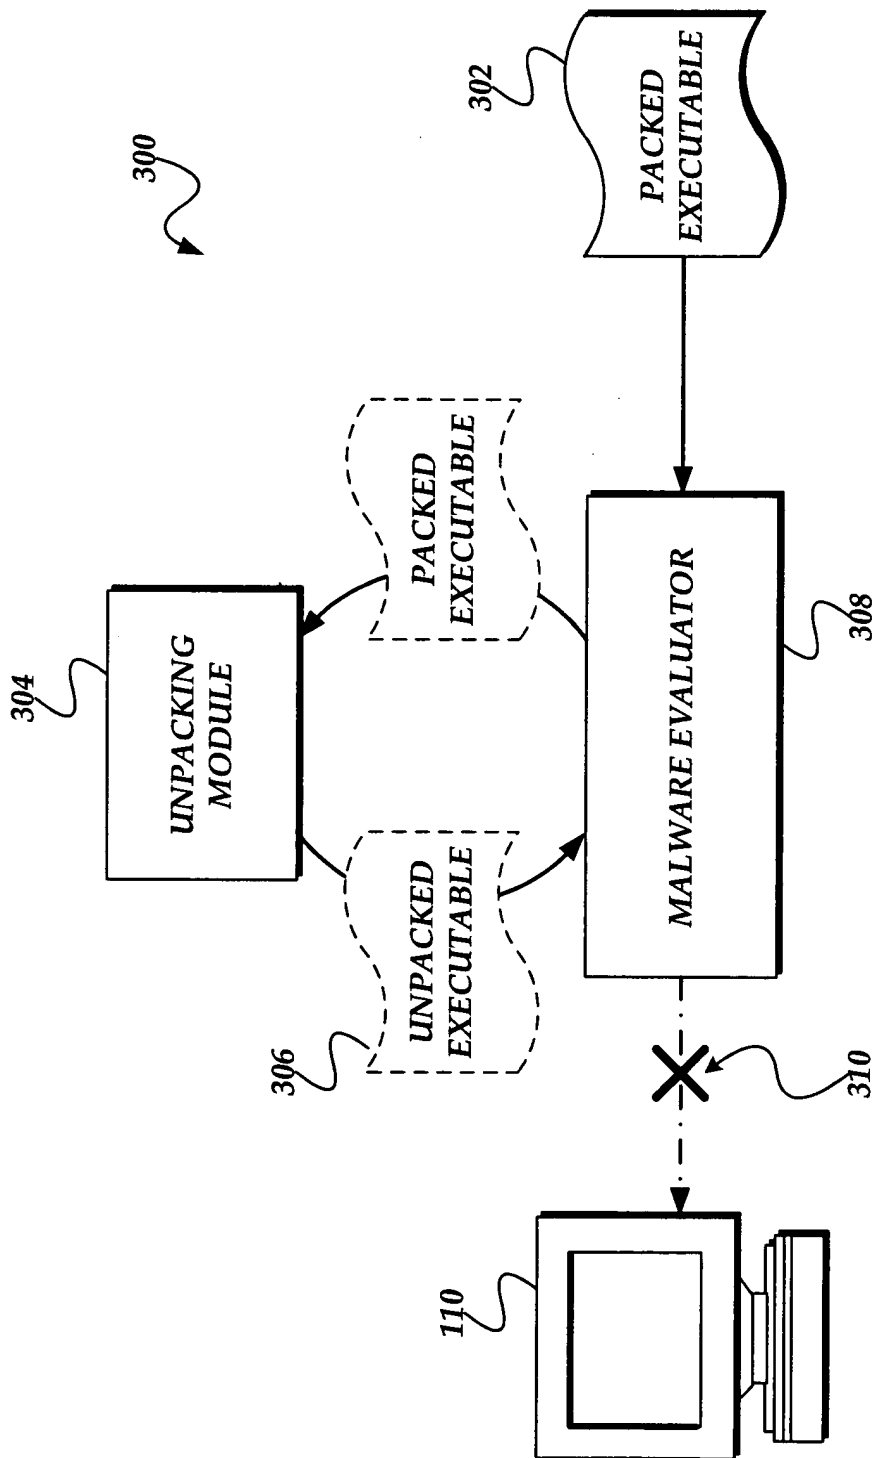 300
304
UNPACKING
MODULE
306
UNPACKED
EXECUTABLE
PACKED
EXECUTABLE
302
PACKED
EXECUTABLE
110
310
MALWARE EVALUATOR
308